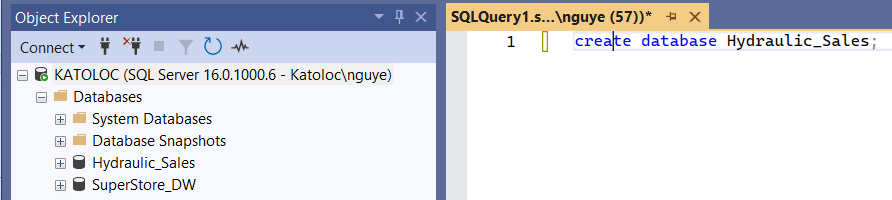 Object Explorer
Connect
KATOLOC (SQL Server 16.0.1000.6 - Katoloc\nguye)
Databases
System Databases
Database Snapshots
Hydraulic_Sales
SuperStore_DW
SQLQuery1.s...\nguye (57))*
1 create database Hydraulic_Sales;